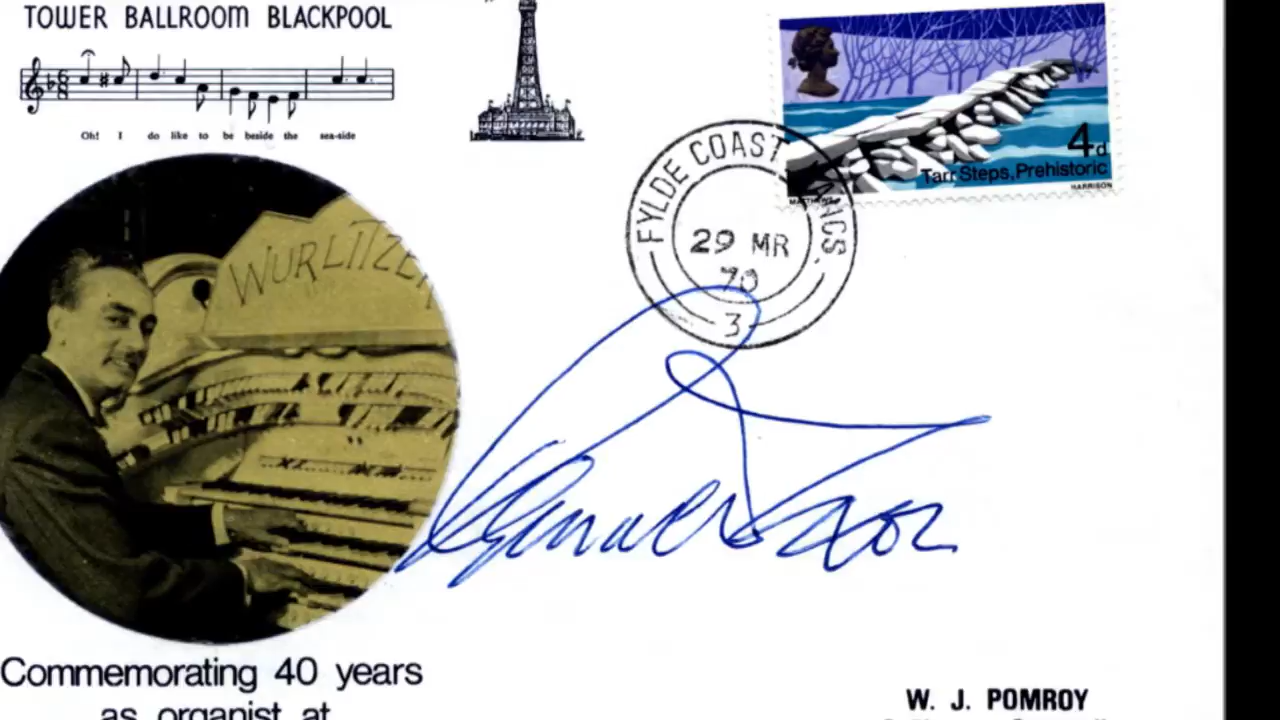 TOWER BALLROOM BLACKPOOL
Oh! I do like to be beside the sea-side
4d
Tarr Steps, Prehistoric
HARRISON
FYLDE COAST LANCS.
29 MR
70
3
WURLITZER
Commemorating 40 years
as organist at
W. J. POMROY